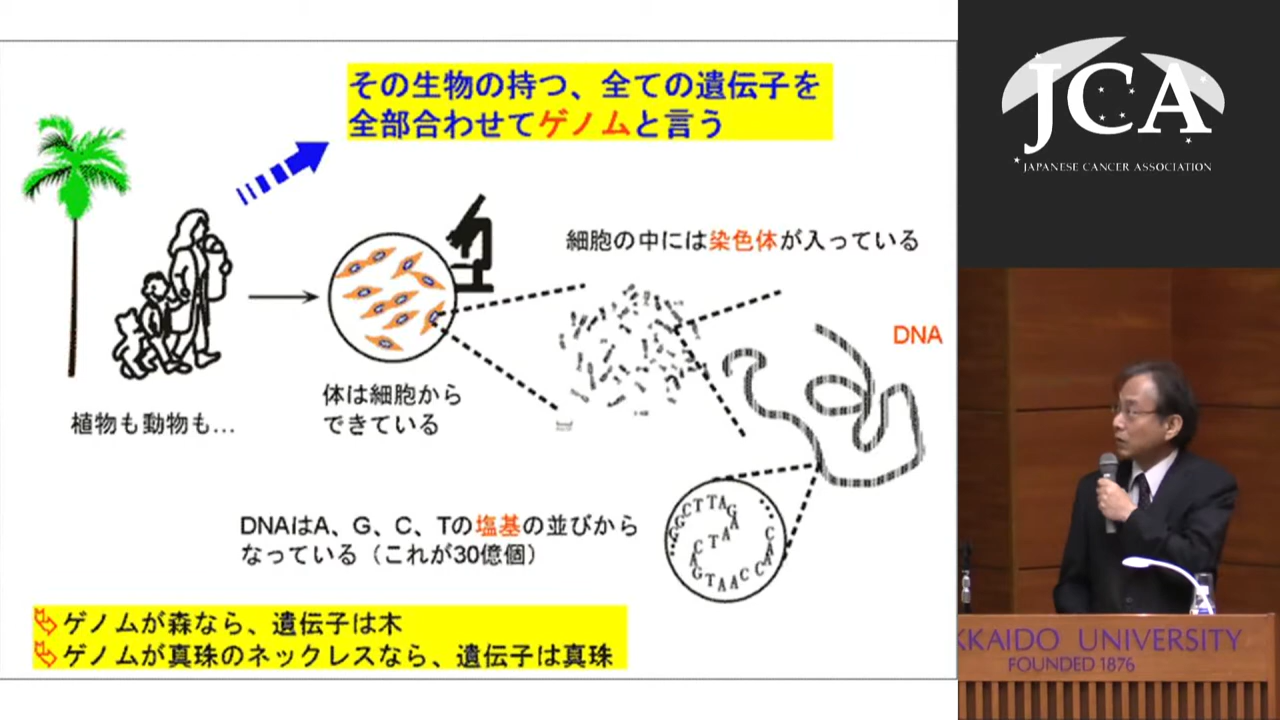 その生物の持つ、全ての遺伝子を
全部合わせてゲノムと言う
細胞の中には染色体が入っている
DNA
体は細胞から
できている
植物も動物も…
DNAはA、G、C、Tの塩基の並びから
なっている（これが30億個）
ゲノムが森なら、遺伝子は木
ゲノムが真珠のネックレスなら、遺伝子は真珠
JCA
JAPANESE CANCER ASSOCIATION
KKAIDO UNIVERSITY
FOUNDED 1876